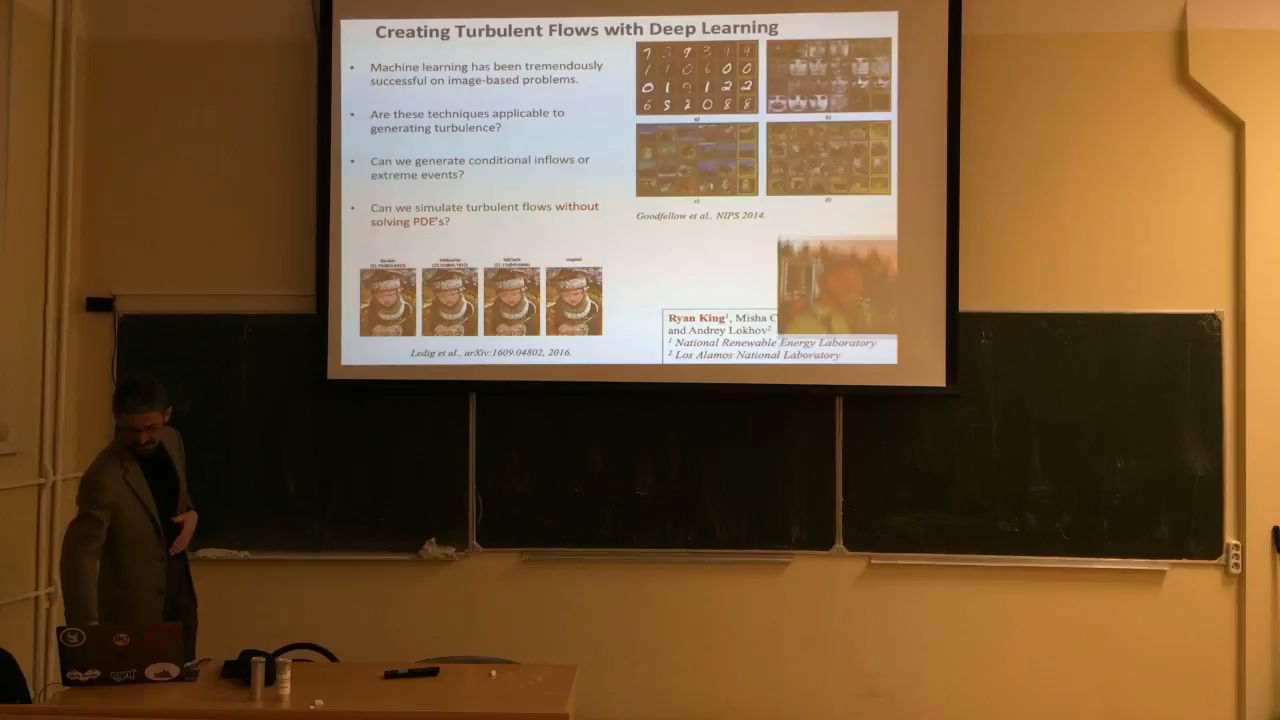 Creating Turbulent Flows with Deep Learning
• Machine learning has been tremendously
successful on image-based problems.
• Are these techniques applicable to
generating turbulence?
• Can we generate conditional inflows or
extreme events?
• Can we simulate turbulent flows without
solving PDE's?
Ledig et al., arXiv:1609.04802, 2016.
a)
b)
c)
d)
Goodfellow et al., NIPS 2014.
Ryan King¹, Misha C
and Andrey Lokhov²
¹ National Renewable Energy Laboratory
² Los Alamos National Laboratory